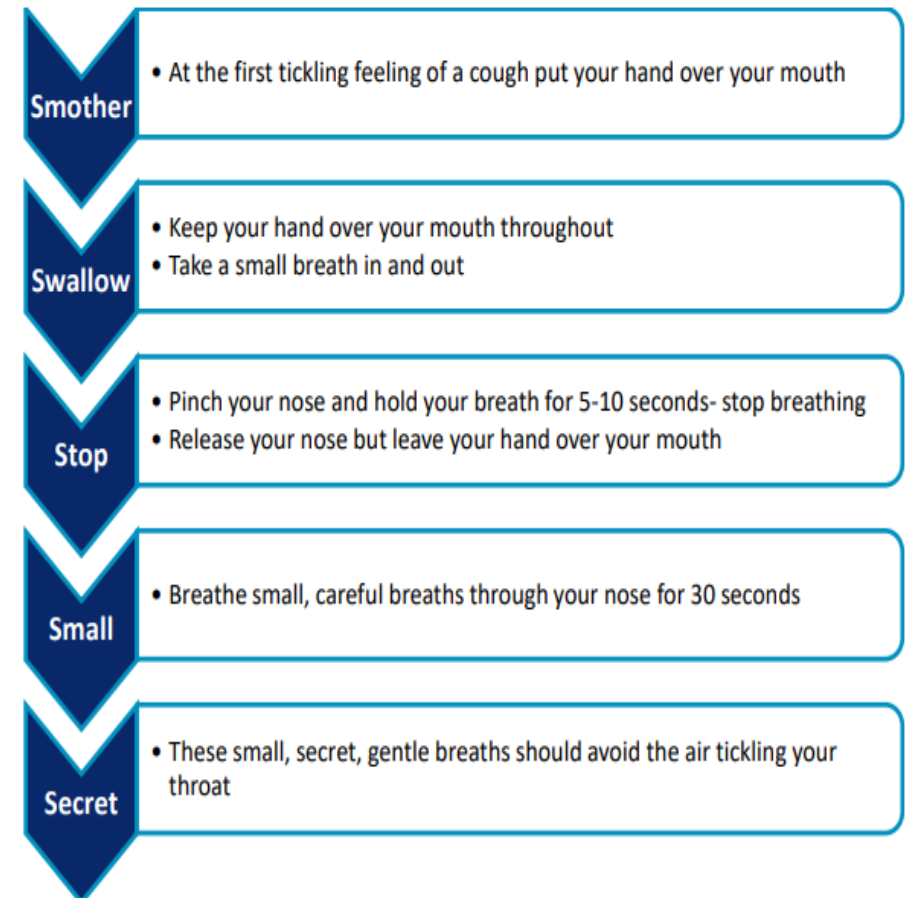 Smother
• At the first tickling feeling of a cough put your hand over your mouth
Swallow
• Keep your hand over your mouth throughout
• Take a small breath in and out
Stop
• Pinch your nose and hold your breath for 5-10 seconds- stop breathing
• Release your nose but leave your hand over your mouth
Small
• Breathe small, careful breaths through your nose for 30 seconds
Secret
• These small, secret, gentle breaths should avoid the air tickling your
throat